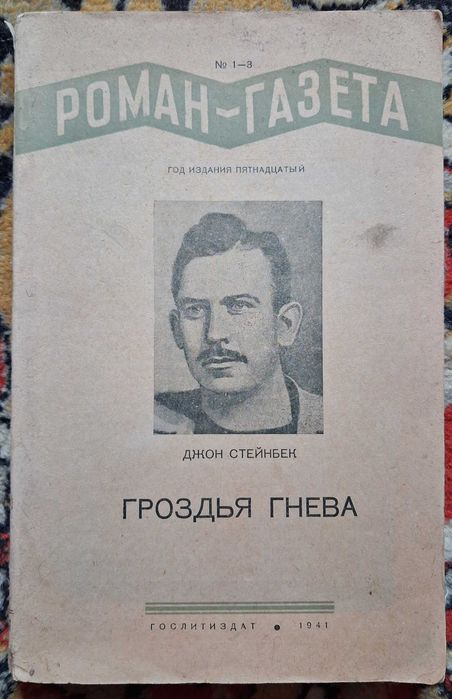 № 1—3
РОМАН-ГАЗЕТА
ГОД ИЗДАНИЯ ПЯТНАДЦАТЫЙ
ДЖОН СТЕЙНБЕК
ГРОЗДЬЯ ГНЕВА
ГОСЛИТИЗДАТ • 1941